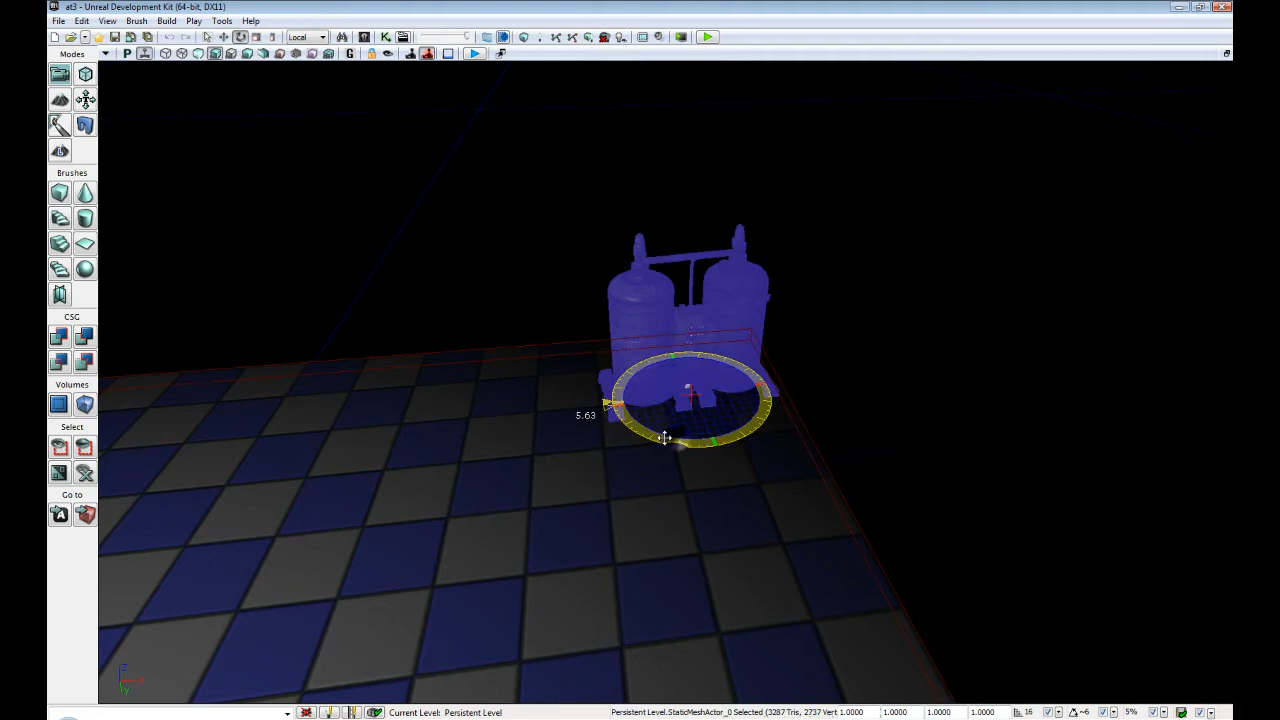 at3 - Unreal Development Kit (64-bit, DX11)
File Edit View Brush Build Play Tools Help
Local
Modes
P
G
Brushes
CSG
Volumes
Select
Go to
5.63
Z
X
Y
Current Level: Persistent Level
Persistent Level.StaticMeshActor_0 Selected (3287 Tris, 2737 Vert
1.0000 1.0000 1.0000 1.0000 16 ~6 5%